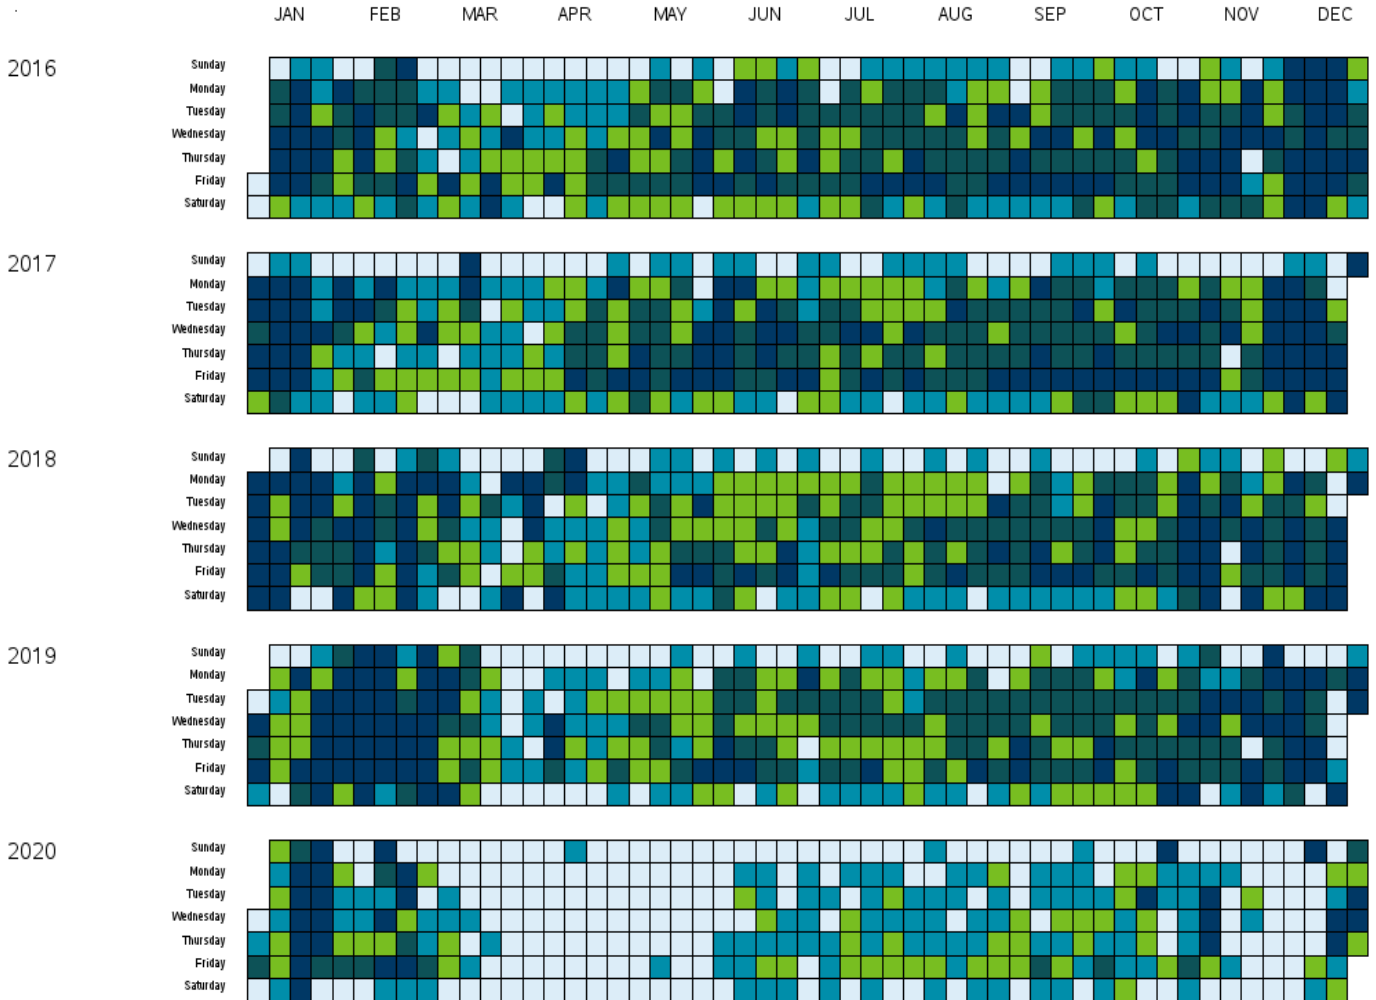 JAN FEB MAR APR MAY JUN JUL AUG SEP OCT NOV DEC
2016 Sunday
Monday
Tuesday
Wednesday
Thursday
Friday
Saturday
2017 Sunday
Monday
Tuesday
Wednesday
Thursday
Friday
Saturday
2018 Sunday
Monday
Tuesday
Wednesday
Thursday
Friday
Saturday
2019 Sunday
Monday
Tuesday
Wednesday
Thursday
Friday
Saturday
2020 Sunday
Monday
Tuesday
Wednesday
Thursday
Friday
Saturday